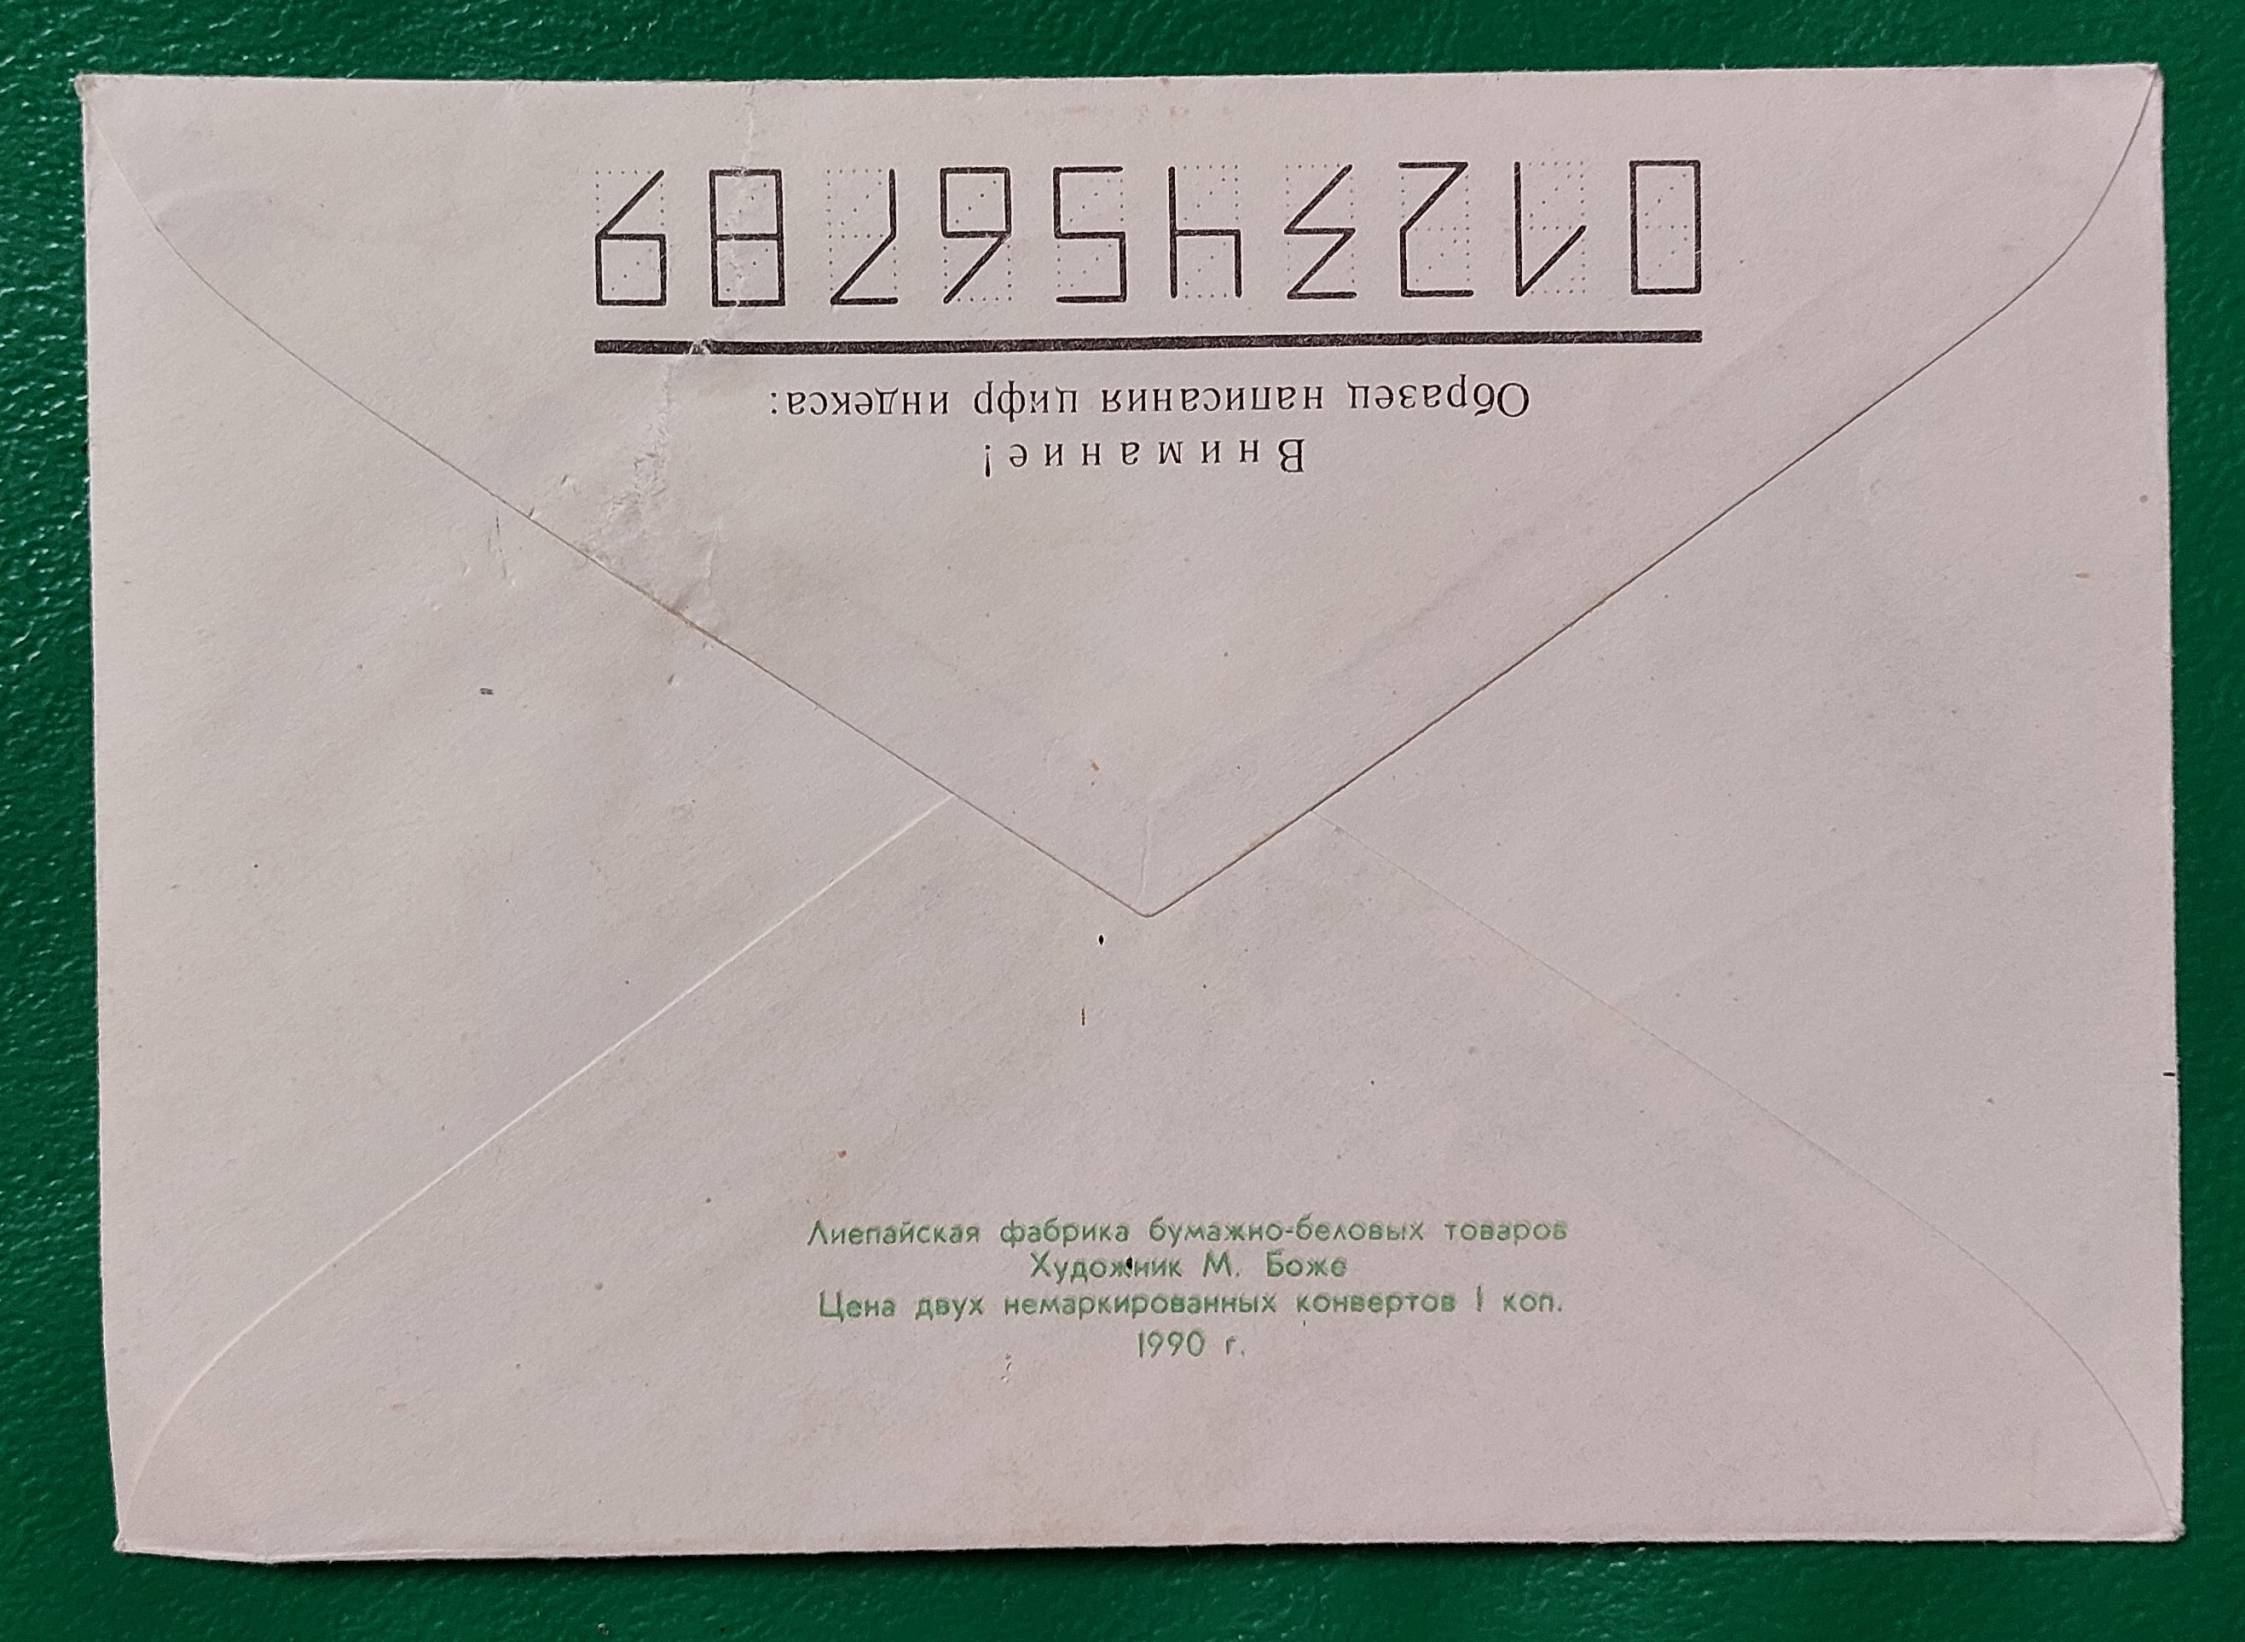 Внимание!
Образец написания цифр индекса:
0123456789
Лиепайская фабрика бумажно-беловых товаров
Художник М. Боже
Цена двух немаркированных конвертов 1 коп.
1990 г.